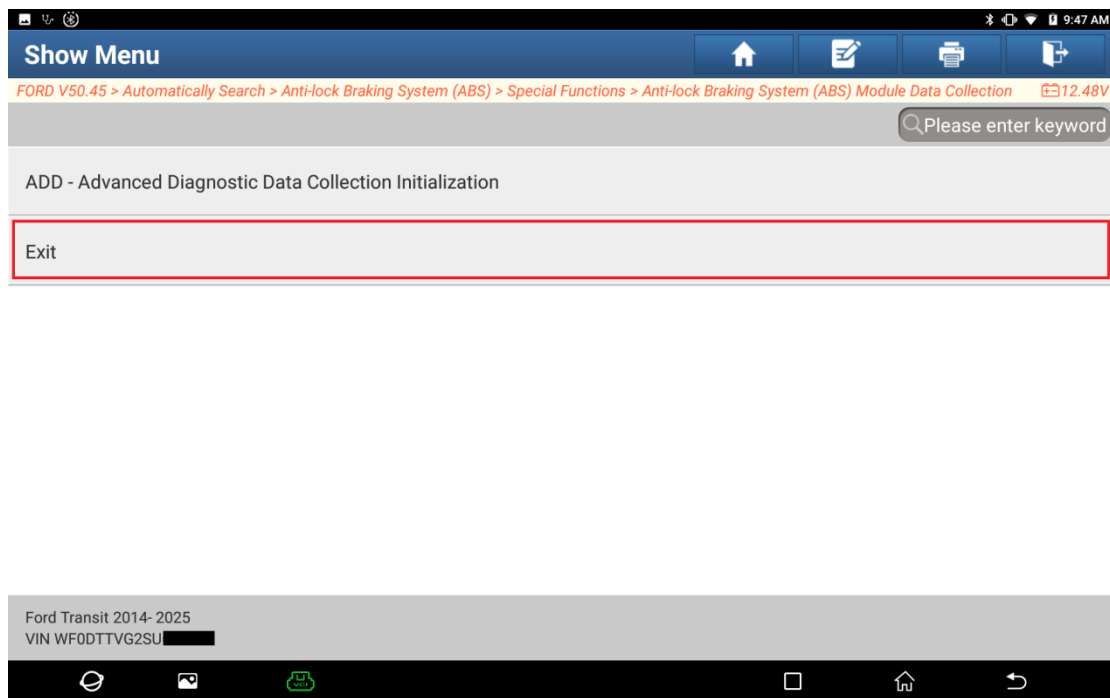 9:47 AM
Show Menu
FORD V50.45 > Automatically Search > Anti-lock Braking System (ABS) > Special Functions > Anti-lock Braking System (ABS) Module Data Collection 12.48V
Please enter keyword
ADD - Advanced Diagnostic Data Collection Initialization
Exit
Ford Transit 2014- 2025
VIN WF0DTTVG2SU
VCI